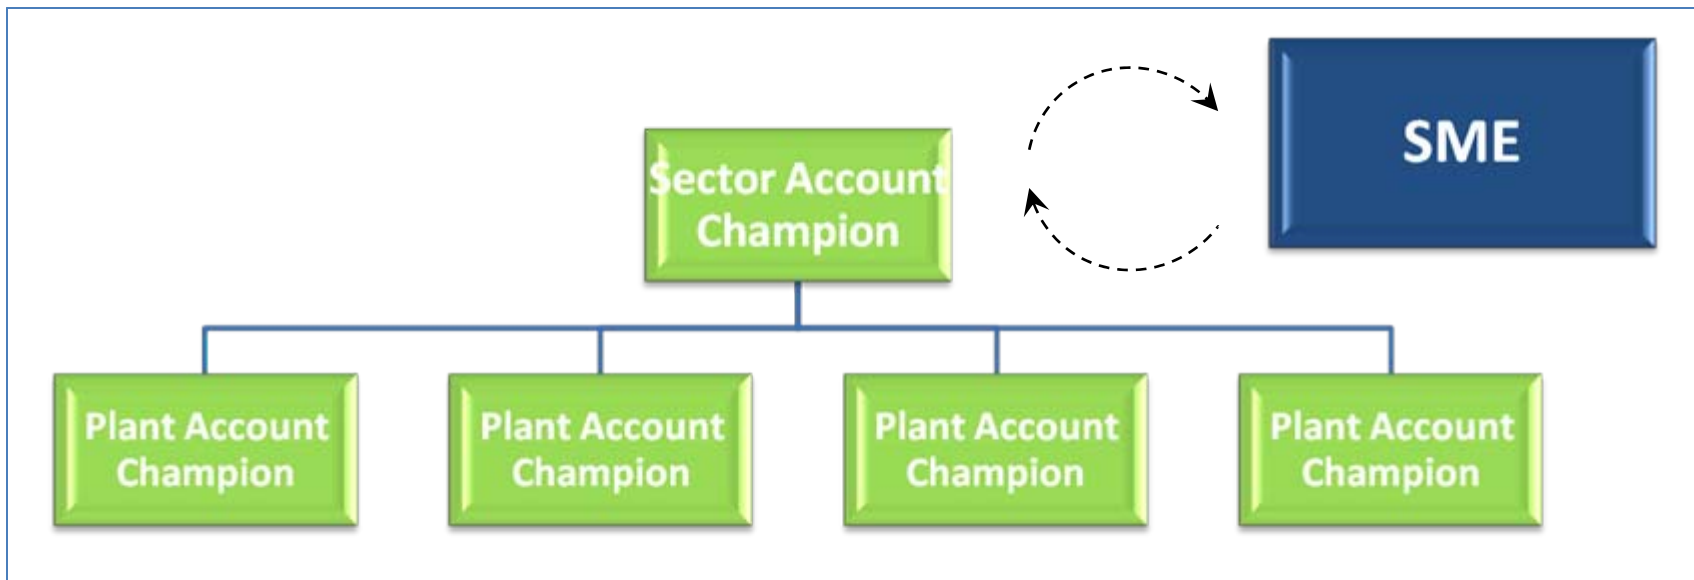 SME
Sector Account
Champion
Plant Account
Champion
Plant Account
Champion
Plant Account
Champion
Plant Account
Champion